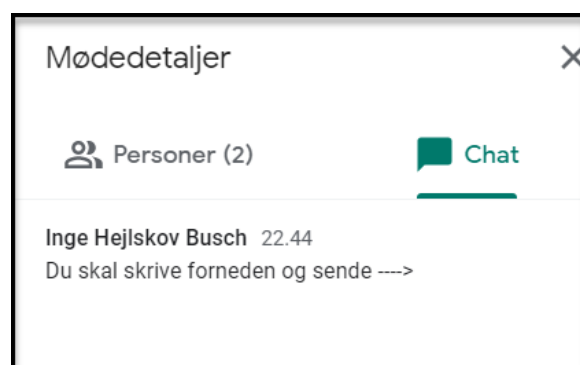 Mødedetaljer
Personer (2)
Chat
Inge Hejlskov Busch 22.44
Du skal skrive forneden og sende ---->